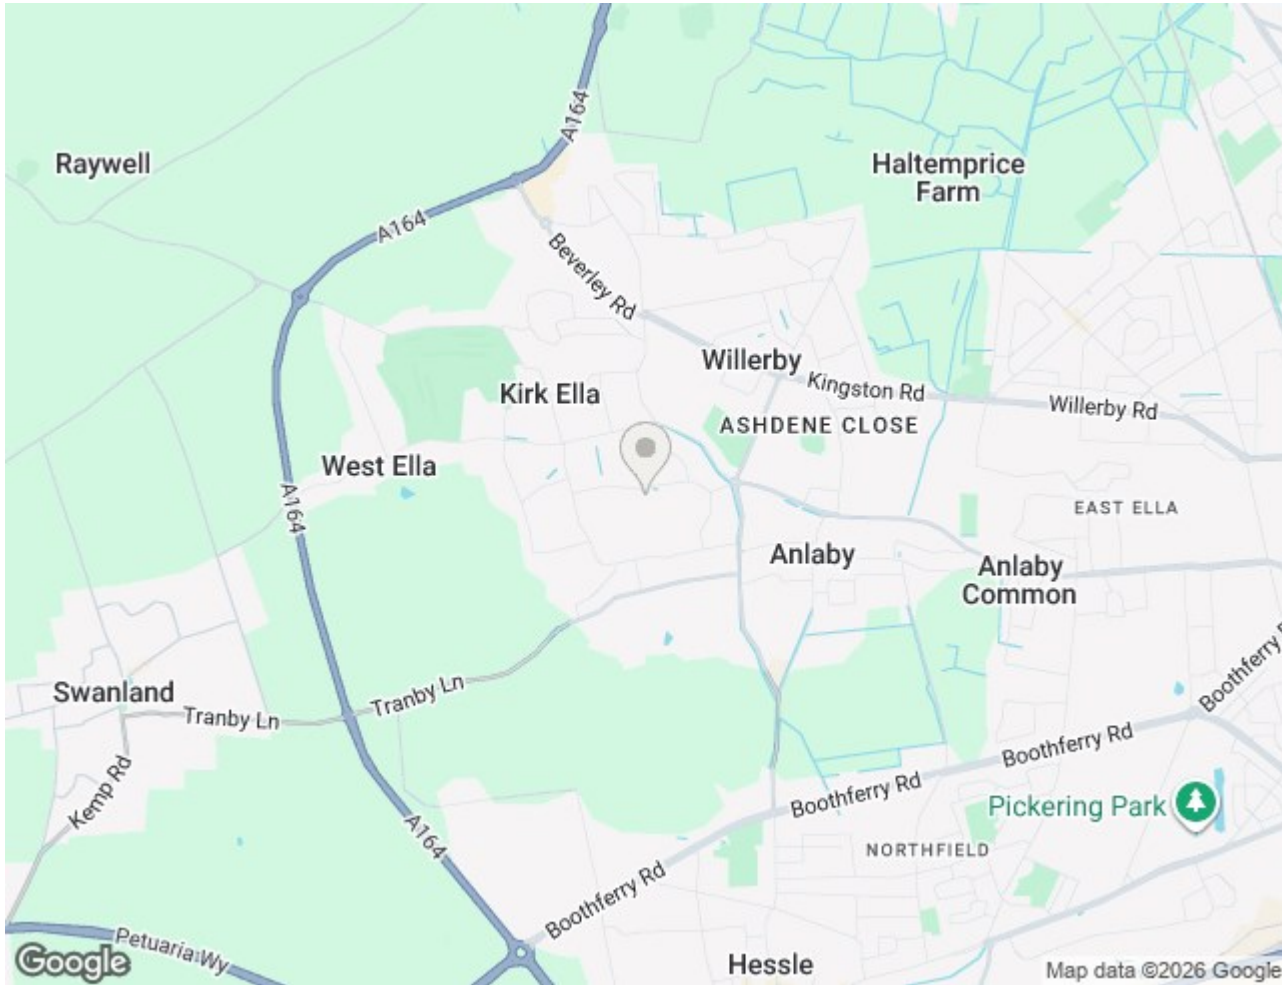 A164
Raywell
Haltemprice
Farm
A164
Beverley Rd
Willerby
Kingston Rd
Kirk Ella
Willerby Rd
ASHDENE CLOSE
West Ella
A164
EAST ELLA
Anlaby
Anlaby
Common
Boothferry
Swanland
Tranby Ln
Tranby Ln
Boothferry Rd
Kemp Rd
Boothferry Rd
Pickering Park
A164
NORTHFIELD
Boothferry Rd
Petuaria Wy
Google
Hessle
Map data ©2026 Google